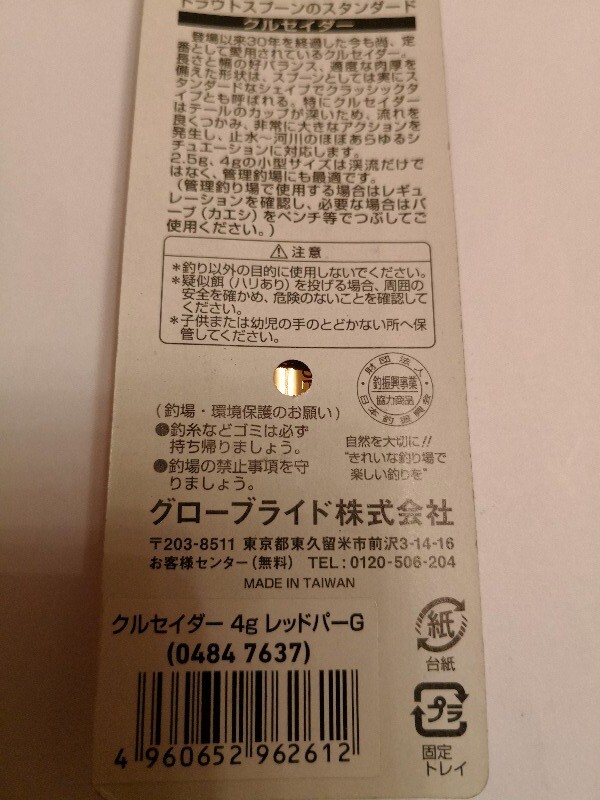 トラウトスプーンのスタンダード
クルセイダー
登場以来30年を経過した今も尚、定
番として愛用されているクルセイダー。
長さと幅の好バランス、適度な肉厚を
備えた形状は、スプーンとしては実にス
タンダードなシェイプでクラッシックタ
イプとも呼ばれる。特にクルセイダー
はテールのカップが深いため、流れを
良くつかみ、非常に大きなアクションを
発生し、止水〜河川のほぼあらゆるシ
チュエーションに対応します。
2.5g、4gの小型サイズは渓流だけで
はなく、管理釣場にも最適です。
（管理釣り場で使用する場合はレギュ
レーションを確認し、必要な場合はバ
ーブ（カエシ）をペンチ等でつぶしてご
使用ください。）
⚠注意
*釣り以外の目的に使用しないでください。
*疑似餌（ハリあり）を投げる場合、周囲の
安全を確かめ、危険のないことを確認して
ください。
*子供または幼児の手のとどかない所へ保
管してください。
財団法人
釣振興事業
協力商品
日本釣振興会
（釣場・環境保護のお願い）
●釣糸などゴミは必ず
持ち帰りましょう。
●釣場の禁止事項を守
りましょう。
自然を大切に!!
"きれいな釣り場で
楽しい釣りを"
グローブライド株式会社
〒203-8511 東京都東久留米市前沢3-14-16
お客様センター（無料） TEL:0120-506-204
MADE IN TAIWAN
クルセイダー 4g レッドパーG
(0484 7637)
4 960652 962612
紙
台紙
プラ
固定
トレイ